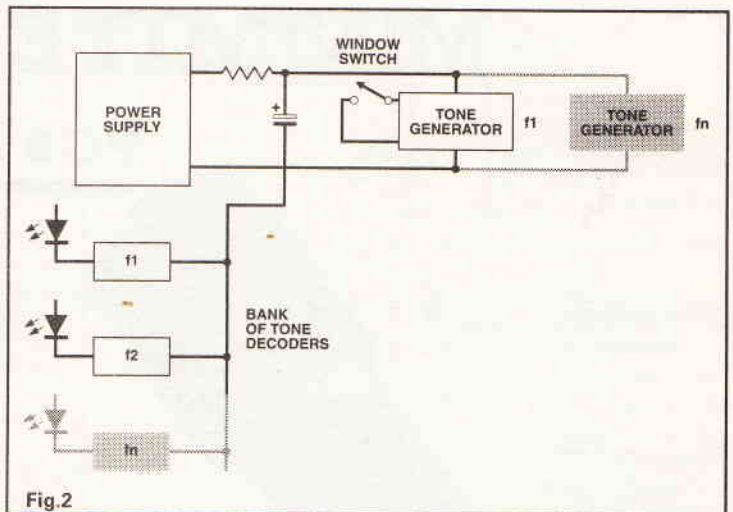 WINDOW
SWITCH
POWER
SUPPLY
+
TONE
GENERATOR
f1
TONE
GENERATOR
fn
f1
BANK
OF TONE
DECODERS
f2
fn
Fig.2